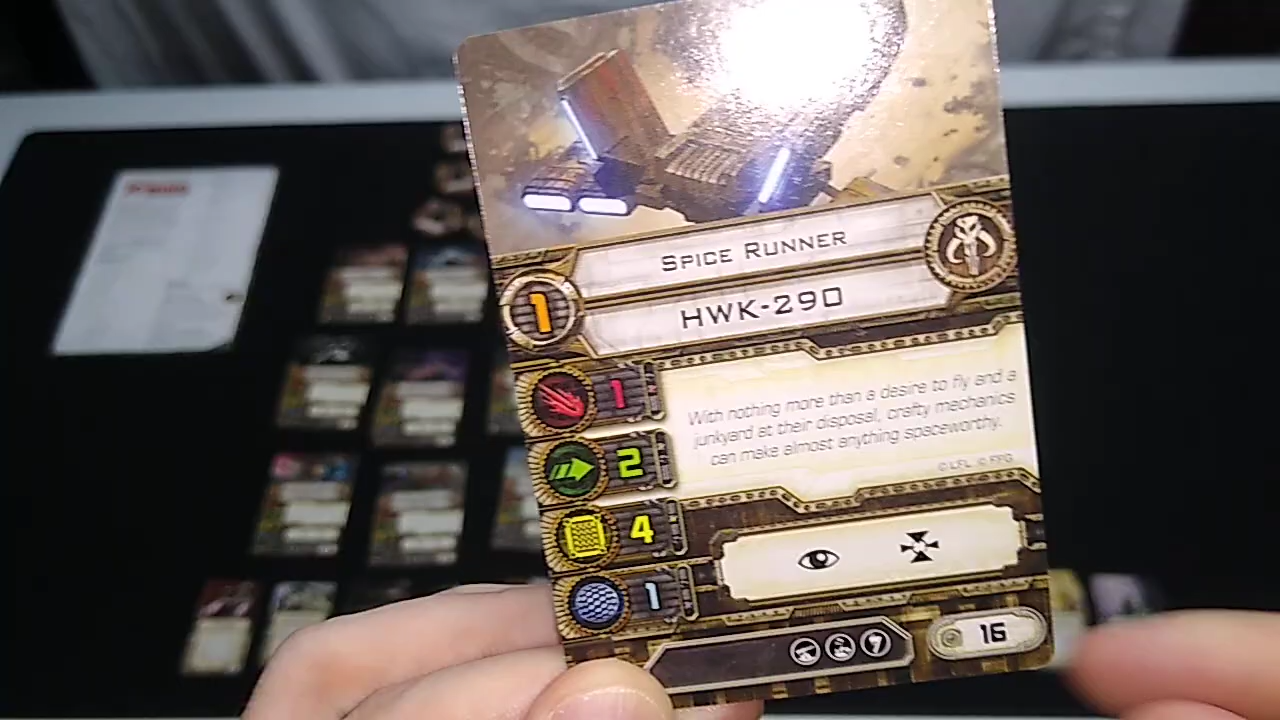 SPICE RUNNER
1
HWK-290
1
With nothing more than a desire to fly and a
junkyard at their disposal, crafty mechanics
can make almost anything spaceworthy.
2
© LFL © FFG
4
1
16